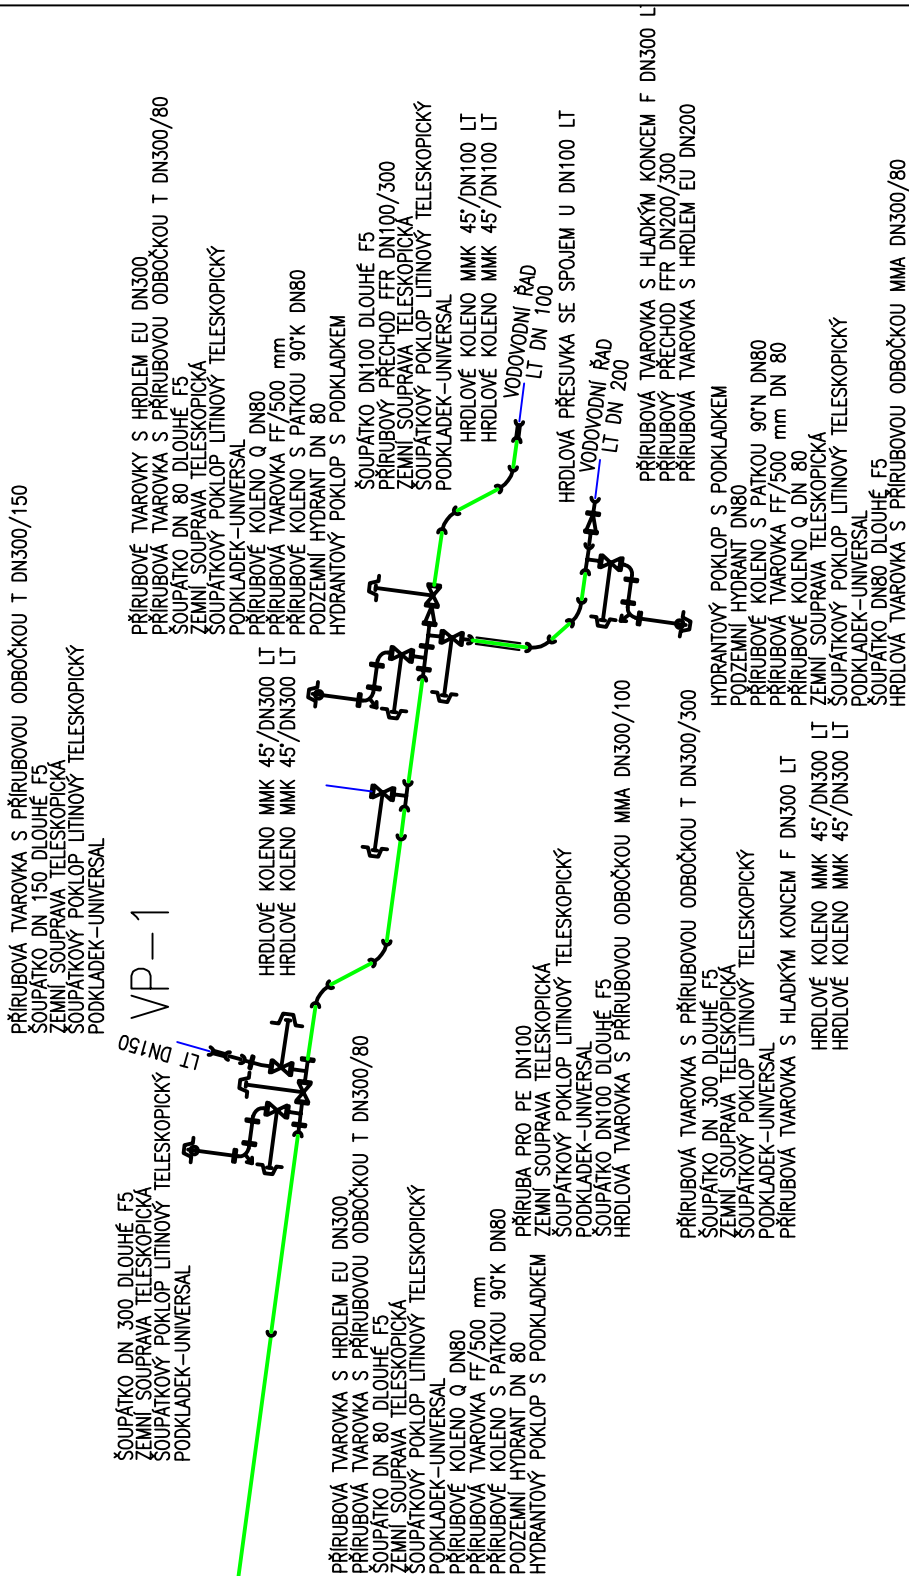 PŘÍRUBOVÁ TVAROVKA S PŘÍRUBOVOU ODBOČKOU T DN300/150
ŠOUPÁTKO DN 150 DLOUHÉ F5
ZEMNÍ SOUPRAVA TELESKOPICKÁ
ŠOUPÁTKOVÝ POKLOP LITINOVÝ TELESKOPICKÝ
PODKLADEK-UNIVERSAL
VP-1
LT DN150
ŠOUPÁTKO DN 300 DLOUHÉ F5
ZEMNÍ SOUPRAVA TELESKOPICKÁ
ŠOUPÁTKOVÝ POKLOP LITINOVÝ TELESKOPICKÝ
PODKLADEK-UNIVERSAL
PŘÍRUBOVÉ TVAROVKY S HRDLEM EU DN300
PŘÍRUBOVÁ TVAROVKA S PŘÍRUBOVOU ODBOČKOU T DN300/80
ŠOUPÁTKO DN 80 DLOUHÉ F5
ZEMNÍ SOUPRAVA TELESKOPICKÁ
ŠOUPÁTKOVÝ POKLOP LITINOVÝ TELESKOPICKÝ
PODKLADEK-UNIVERSAL
PŘÍRUBOVÉ KOLENO Q DN80
PŘÍRUBOVÁ TVAROVKA FF/500 mm
PŘÍRUBOVÉ KOLENO S PATKOU 90°K DN80
PODZEMNÍ HYDRANT DN 80
HYDRANTOVÝ POKLOP S PODKLADKEM
HRDLOVÉ KOLENO MMK 45°/DN300 LT
HRDLOVÉ KOLENO MMK 45°/DN300 LT
ŠOUPÁTKO DN100 DLOUHÉ F5
PŘÍRUBOVÝ PŘECHOD FFR DN100/300
ZEMNÍ SOUPRAVA TELESKOPICKÁ
ŠOUPÁTKOVÝ POKLOP LITINOVÝ TELESKOPICKÝ
PODKLADEK-UNIVERSAL
HRDLOVÉ KOLENO MMK 45°/DN100 LT
HRDLOVÉ KOLENO MMK 45°/DN100 LT
VODOVODNÍ ŘAD
LT DN 100
HRDLOVÁ PŘESUVKA SE SPOJEM U DN100 LT
VODOVODNÍ ŘAD
LT DN 200
PŘÍRUBOVÁ TVAROVKA S HLADKÝM KONCEM F DN300 LT
PŘÍRUBOVÝ PŘECHOD FFR DN200/300
PŘÍRUBOVÁ TVAROVKA S HRDLEM EU DN200
HYDRANTOVÝ POKLOP S PODKLADKEM
PODZEMNÍ HYDRANT DN80
PŘÍRUBOVÉ KOLENO S PATKOU 90°N DN80
PŘÍRUBOVÁ TVAROVKA FF/500 mm DN 80
PŘÍRUBOVÉ KOLENO Q DN 80
ZEMNÍ SOUPRAVA TELESKOPICKÁ
ŠOUPÁTKOVÝ POKLOP LITINOVÝ TELESKOPICKÝ
PODKLADEK-UNIVERSAL
ŠOUPÁTKO DN80 DLOUHÉ F5
HRDLOVÁ TVAROVKA S PŘÍRUBOVOU ODBOČKOU MMA DN300/80
PŘÍRUBOVÁ TVAROVKA S HRDLEM EU DN300
PŘÍRUBOVÁ TVAROVKA S PŘÍRUBOVOU ODBOČKOU T DN300/80
ŠOUPÁTKO DN 80 DLOUHÉ F5
ZEMNÍ SOUPRAVA TELESKOPICKÁ
ŠOUPÁTKOVÝ POKLOP LITINOVÝ TELESKOPICKÝ
PODKLADEK-UNIVERSAL
PŘÍRUBOVÉ KOLENO Q DN80
PŘÍRUBOVÁ TVAROVKA FF/500 mm
PŘÍRUBOVÉ KOLENO S PATKOU 90°K DN80
PODZEMNÍ HYDRANT DN 80
HYDRANTOVÝ POKLOP S PODKLADKEM
PŘÍRUBA PRO PE DN100
ZEMNÍ SOUPRAVA TELESKOPICKÁ
ŠOUPÁTKOVÝ POKLOP LITINOVÝ TELESKOPICKÝ
PODKLADEK-UNIVERSAL
ŠOUPÁTKO DN100 DLOUHÉ F5
HRDLOVÁ TVAROVKA S PŘÍRUBOVOU ODBOČKOU MMA DN300/100
PŘÍRUBOVÁ TVAROVKA S PŘÍRUBOVOU ODBOČKOU T DN300/300
ŠOUPÁTKO DN 300 DLOUHÉ F5
ZEMNÍ SOUPRAVA TELESKOPICKÁ
ŠOUPÁTKOVÝ POKLOP LITINOVÝ TELESKOPICKÝ
PODKLADEK-UNIVERSAL
PŘÍRUBOVÁ TVAROVKA S HLADKÝM KONCEM F DN300 LT
HRDLOVÉ KOLENO MMK 45°/DN300 LT
HRDLOVÉ KOLENO MMK 45°/DN300 LT